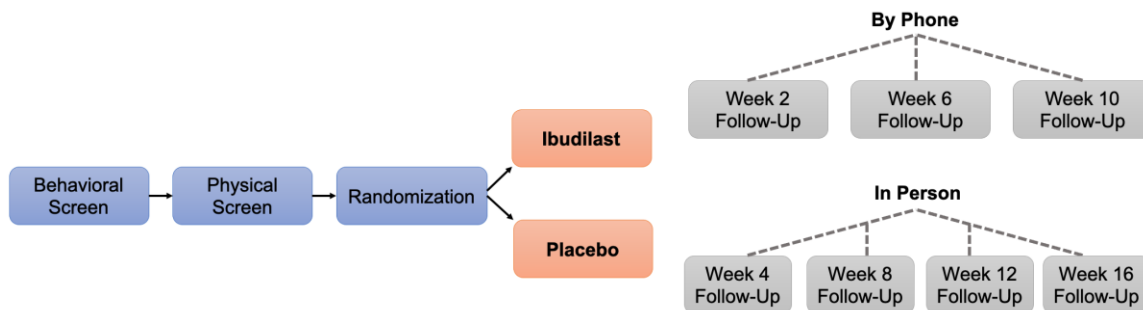 Behavioral
Screen
Physical
Screen
Randomization
Ibudilast
Placebo
By Phone
Week 2
Follow-Up
Week 6
Follow-Up
Week 10
Follow-Up
In Person
Week 4
Follow-Up
Week 8
Follow-Up
Week 12
Follow-Up
Week 16
Follow-Up